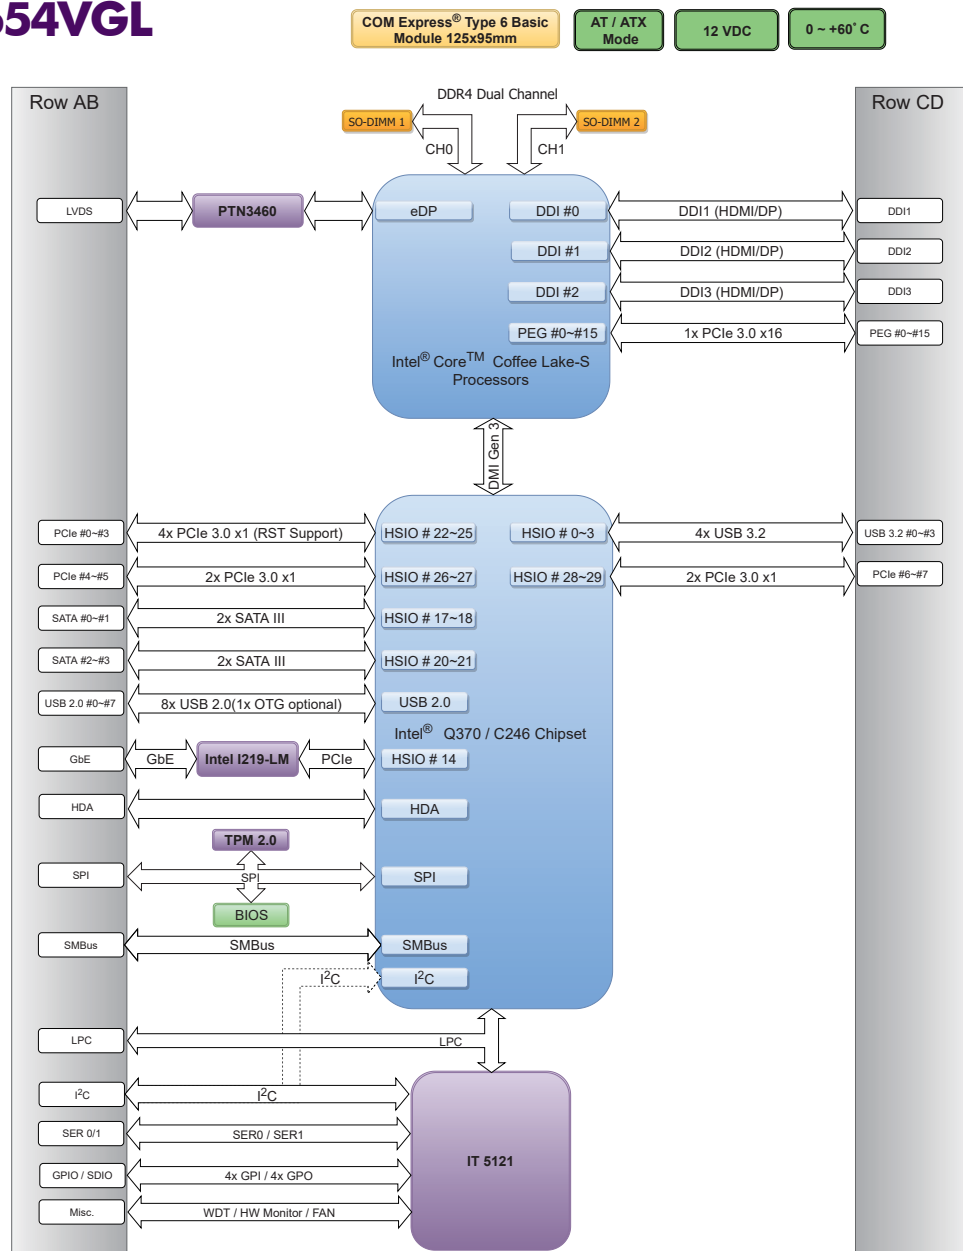 654VGL
COM Express® Type 6 Basic
Module 125x95mm
AT / ATX
Mode
12 VDC
0 ~ +60° C
Row AB
Row CD
DDR4 Dual Channel
SO-DIMM 1
SO-DIMM 2
CH0
CH1
LVDS
PTN3460
eDP
DDI #0
DDI1 (HDMI/DP)
DDI1
DDI #1
DDI2 (HDMI/DP)
DDI2
DDI #2
DDI3 (HDMI/DP)
DDI3
PEG #0~#15
1x PCIe 3.0 x16
PEG #0~#15
Intel® Core™ Coffee Lake-S
Processors
DMI Gen 3
PCIe #0~#3
4x PCIe 3.0 x1 (RST Support)
HSIO # 22~25
HSIO # 0~3
4x USB 3.2
USB 3.2 #0~#3
PCIe #4~#5
2x PCIe 3.0 x1
HSIO # 26~27
HSIO # 28~29
2x PCIe 3.0 x1
PCIe #6~#7
SATA #0~#1
2x SATA III
HSIO # 17~18
SATA #2~#3
2x SATA III
HSIO # 20~21
USB 2.0 #0~#7
8x USB 2.0(1x OTG optional)
USB 2.0
Intel® Q370 / C246 Chipset
GbE
GbE
Intel I219-LM
PCIe
HSIO # 14
HDA
HDA
TPM 2.0
SPI
SPI
SPI
BIOS
SMBus
SMBus
SMBus
I²C
I²C
LPC
LPC
I²C
I²C
SER 0/1
SER0 / SER1
IT 5121
GPIO / SDIO
4x GPI / 4x GPO
Misc.
WDT / HW Monitor / FAN